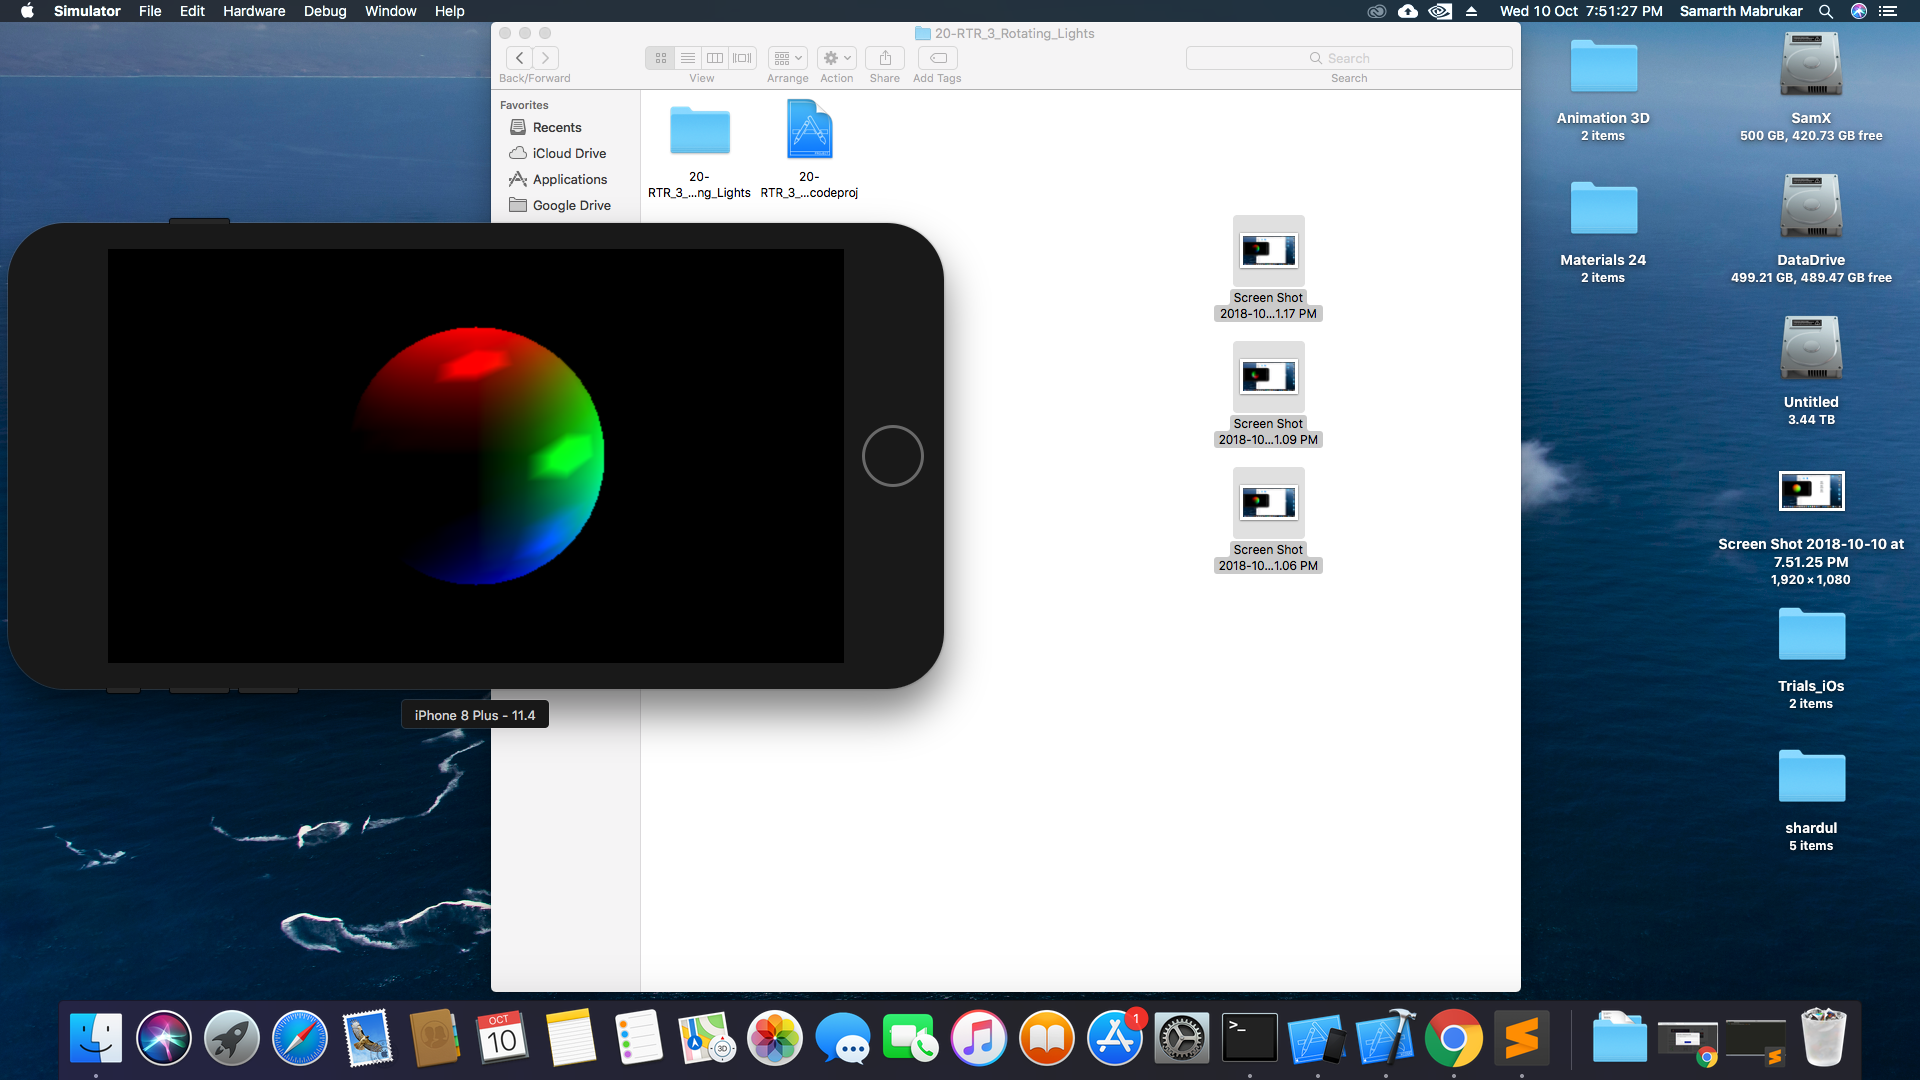 Simulator File Edit Hardware Debug Window Help
Wed 10 Oct 7:51:27 PM Samarth Mabrukar
20-RTR_3_Rotating_Lights
Search
Back/Forward View Arrange Action Share Add Tags Search
Favorites
Recents
iCloud Drive
Applications
Google Drive
20-
RTR_3_...ng_Lights
20-
RTR_3_...codeproj
Screen Shot
2018-10...1.17 PM
Screen Shot
2018-10...1.09 PM
Screen Shot
2018-10...1.06 PM
iPhone 8 Plus - 11.4
Animation 3D
2 items
Materials 24
2 items
SamX
500 GB, 420.73 GB free
DataDrive
499.21 GB, 489.47 GB free
Untitled
3.44 TB
Screen Shot 2018-10-10 at
7.51.25 PM
1,920 × 1,080
Trials_iOs
2 items
shardul
5 items
OCT
10
3D
1
>_